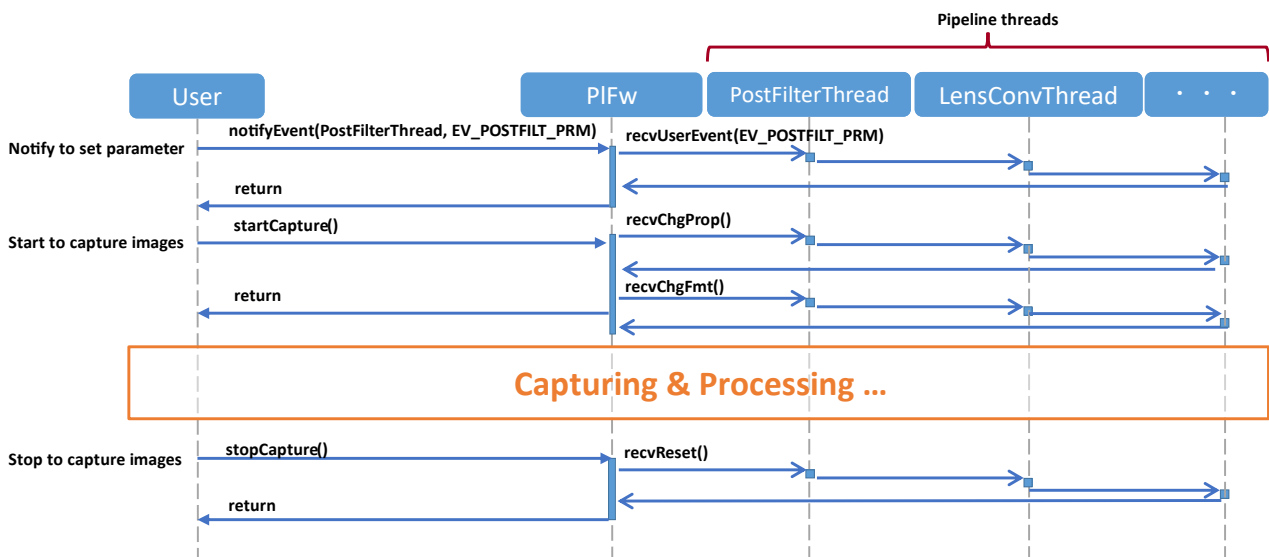 Pipeline threads
User
PlFw
PostFilterThread
LensConvThread
· · ·
notifyEvent(PostFilterThread, EV_POSTFILT_PRM)
recvUserEvent(EV_POSTFILT_PRM)
Notify to set parameter
return
startCapture()
recvChgProp()
Start to capture images
return
recvChgFmt()
Capturing & Processing ...
stopCapture()
recvReset()
Stop to capture images
return